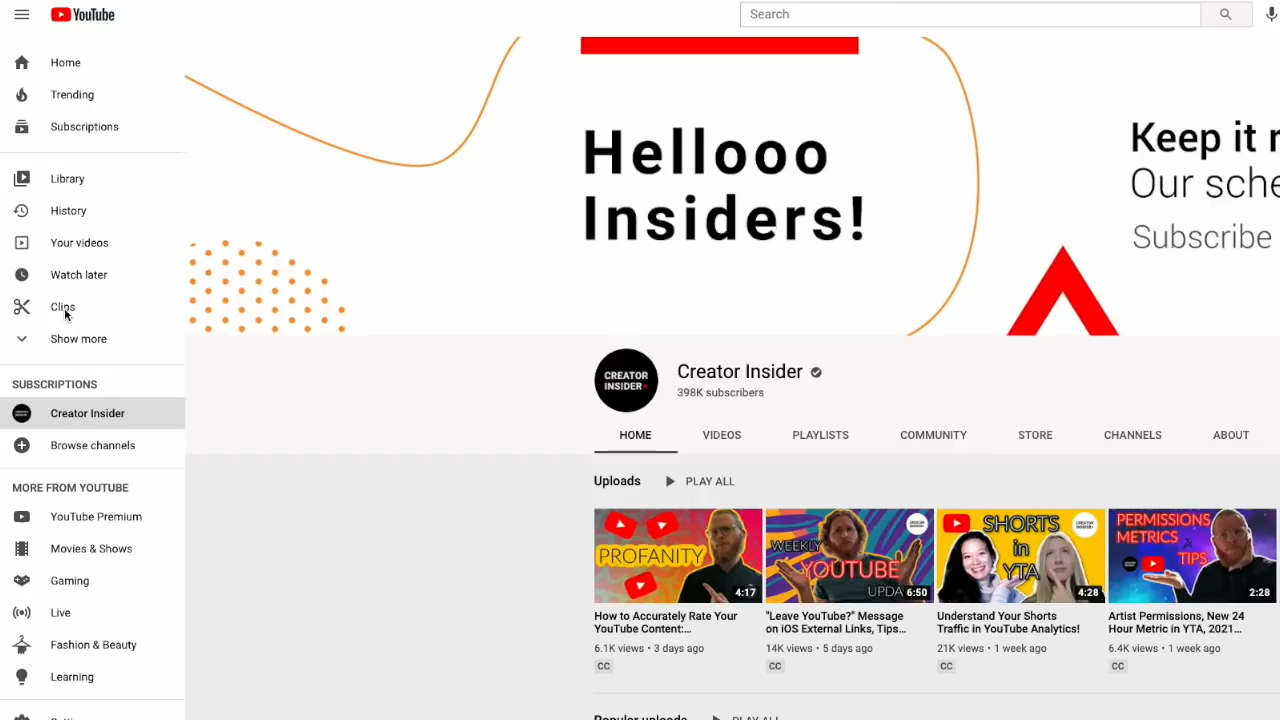 YouTube
Search
Home
Trending
Subscriptions
Library
History
Your videos
Watch later
Clips
Show more
SUBSCRIPTIONS
Creator Insider
Browse channels
MORE FROM YOUTUBE
YouTube Premium
Movies & Shows
Gaming
Live
Fashion & Beauty
Learning
Hellooo
Insiders!
Keep it r
Our sche
Subscribe
CREATOR
INSIDER
Creator Insider
398K subscribers
HOME VIDEOS PLAYLISTS COMMUNITY STORE CHANNELS ABOUT
Uploads PLAY ALL
PROFANITY
4:17
How to Accurately Rate Your
YouTube Content:...
6.1K views • 3 days ago
CC
WEEKLY
YOUTUBE
UPDA
6:50
"Leave YouTube?" Message
on iOS External Links, Tips...
14K views • 5 days ago
CC
SHORTS
in
YTA
4:28
Understand Your Shorts
Traffic in YouTube Analytics!
21K views • 1 week ago
CC
PERMISSIONS
METRICS
&
TIPS
2:28
Artist Permissions, New 24
Hour Metric in YTA, 2021...
6.4K views • 1 week ago
CC
Popular uploads PLAY ALL